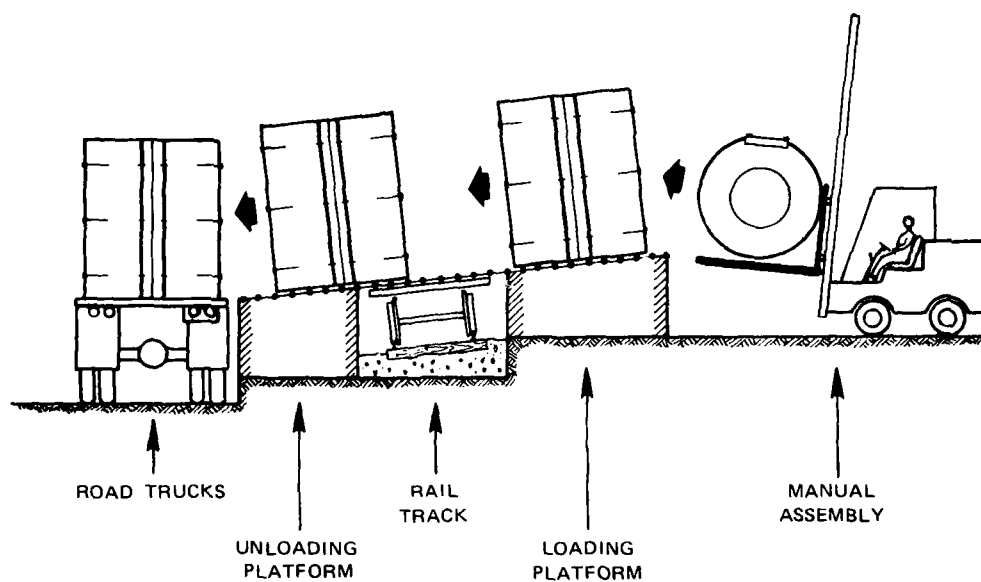 ROAD TRUCKS
UNLOADING
PLATFORM
RAIL
TRACK
LOADING
PLATFORM
MANUAL
ASSEMBLY